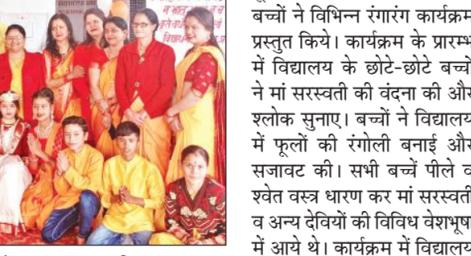 बच्चों ने विभिन्न रंगारंग कार्यक्रम
प्रस्तुत किये। कार्यक्रम के प्रारम्भ
में विद्यालय के छोटे-छोटे बच्चों
ने मां सरस्वती की वंदना की और
श्लोक सुनाए। बच्चों ने विद्यालय
में फूलों की रंगोली बनाई और
सजावट की। सभी बच्चें पीले व
श्वेत वस्त्र धारण कर मां सरस्वती
व अन्य देवियों की विविध वेशभूषा
में आये थे। कार्यक्रम में विद्यालय